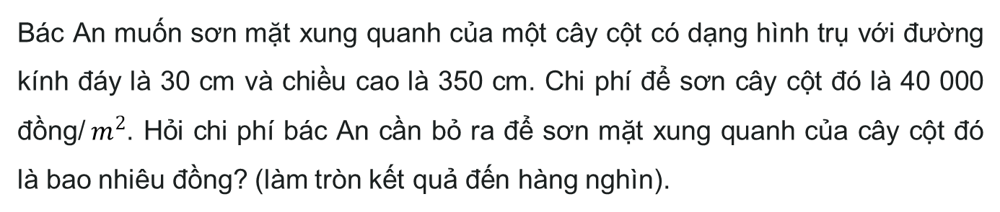 Bác An muốn sơn mặt xung quanh của một cây cột có dạng hình trụ với đường
kính đáy là 30 cm và chiều cao là 350 cm. Chi phí để sơn cây cột đó là 40 000
đồng/ m². Hỏi chi phí bác An cần bỏ ra để sơn mặt xung quanh của cây cột đó
là bao nhiêu đồng? (làm tròn kết quả đến hàng nghìn).